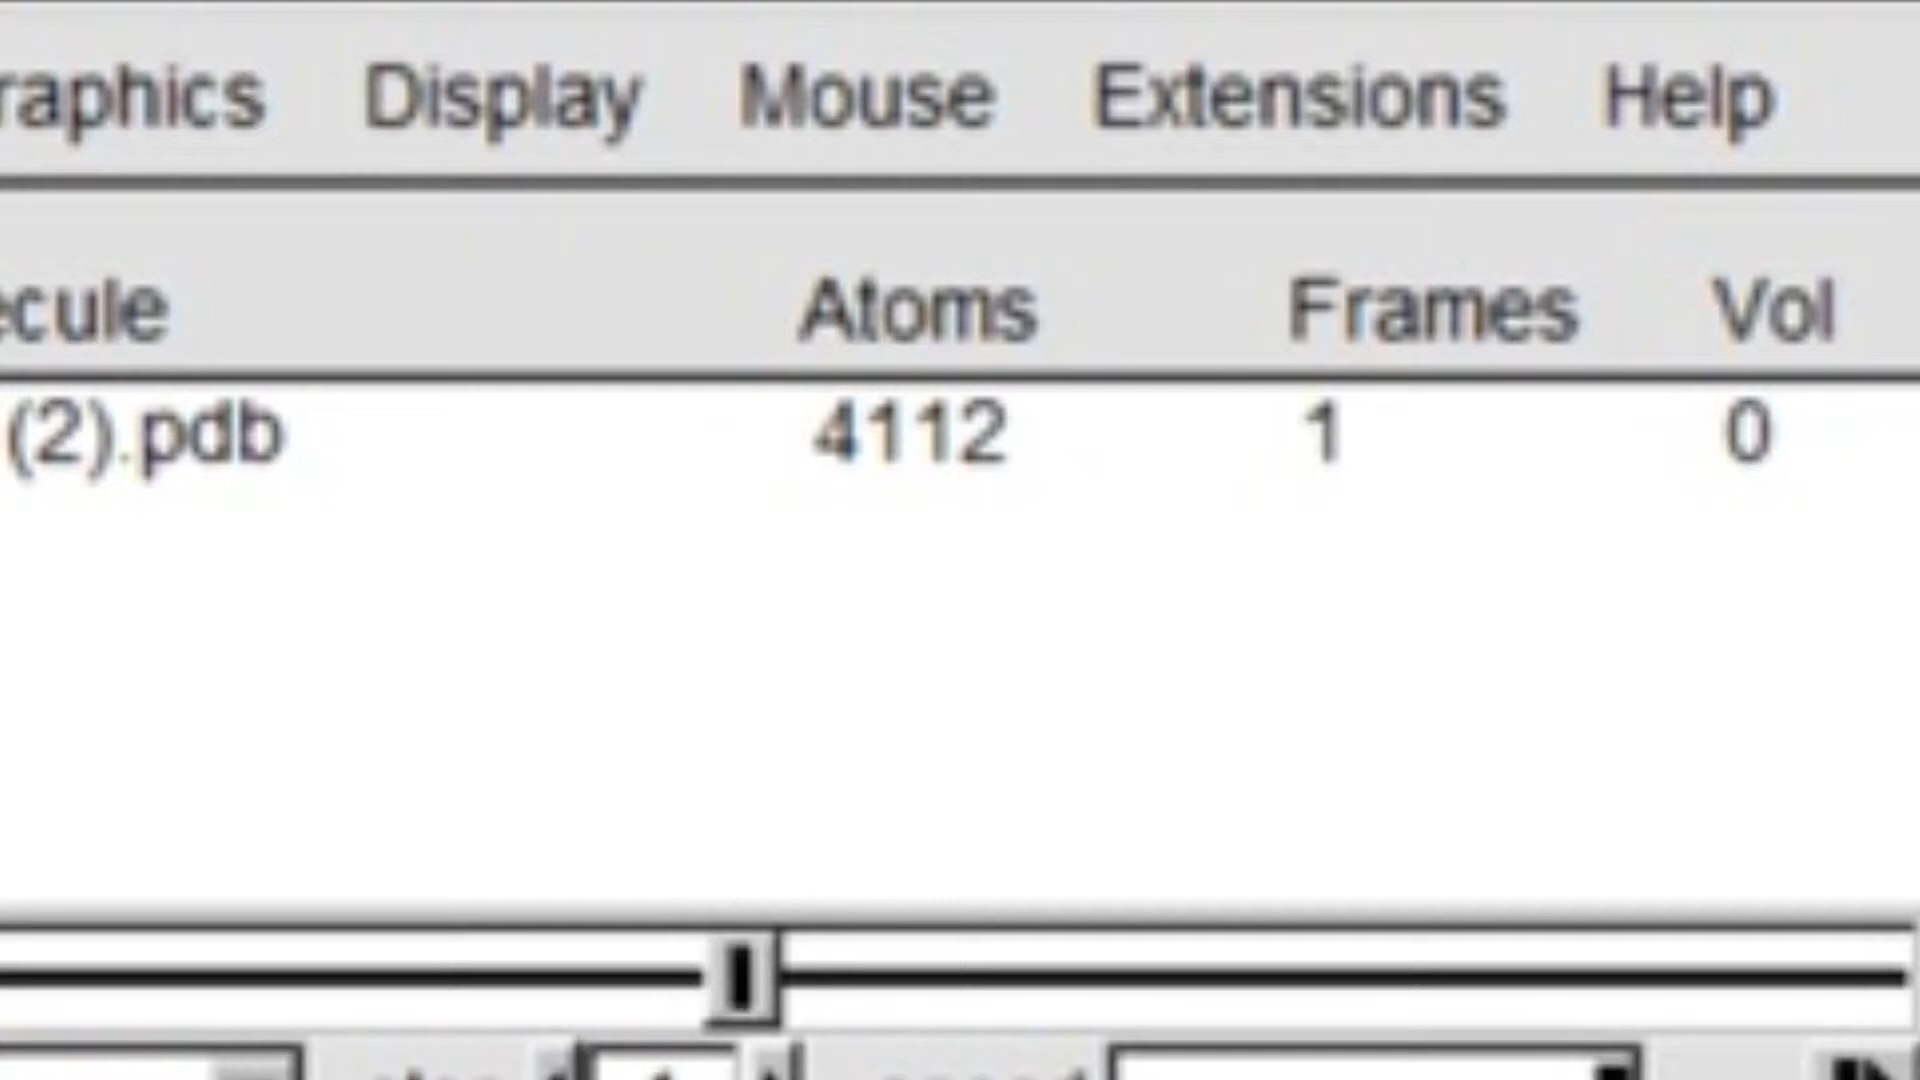 raphics Display Mouse Extensions Help
ecule Atoms Frames Vol
(2).pdb 4112 1 0